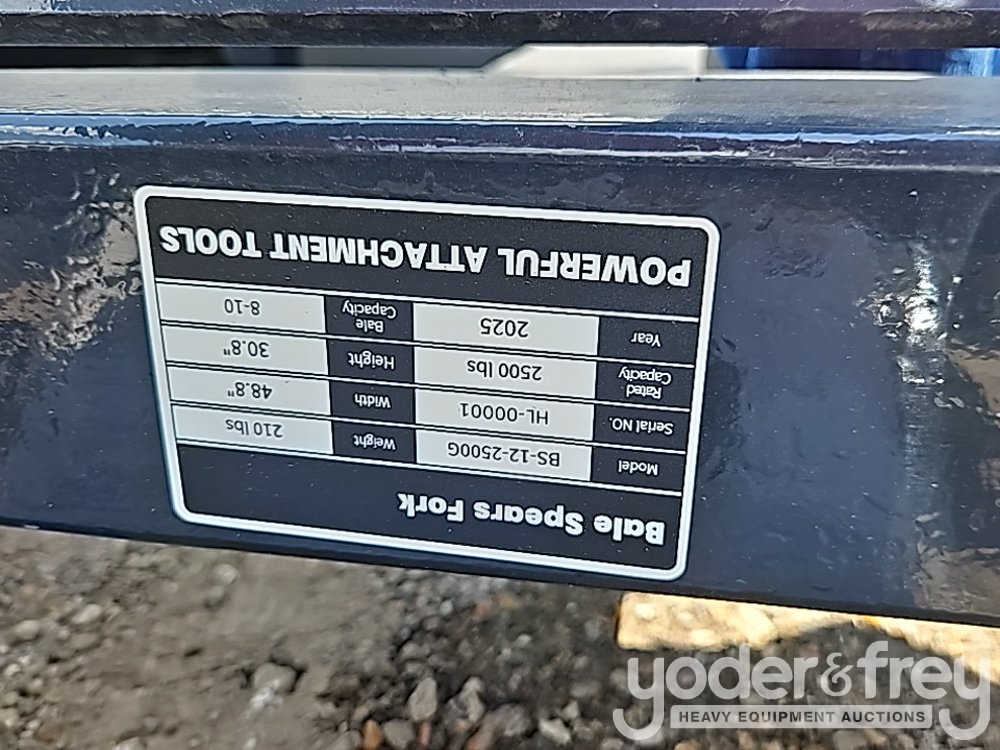 Bale Spears Fork
Model BS-12-2500G Weight 210 lbs
Serial NO. HL-00001 Width 48.8"
Rated Capacity 2500 lbs Height 30.8"
Year 2025 Bale Capacity 8-10
POWERFUL ATTACHMENT TOOLS
yoder&frey
HEAVY EQUIPMENT AUCTIONS